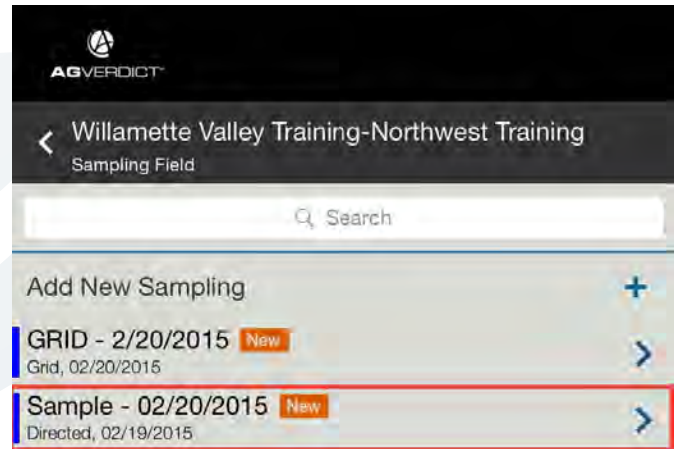 AGVERDICT™
Willamette Valley Training-Northwest Training
Sampling Field
Search
Add New Sampling +
GRID - 2/20/2015 New
Grid, 02/20/2015
Sample - 02/20/2015 New
Directed, 02/19/2015